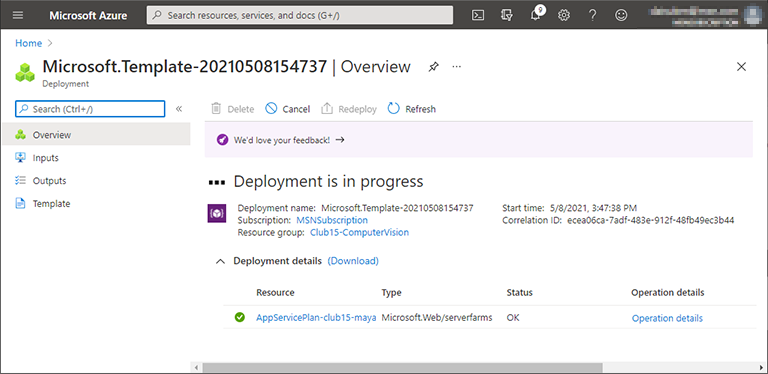 Microsoft Azure
Search resources, services, and docs (G+/)
9
Home
Microsoft.Template-20210508154737 | Overview
Deployment
Search (Ctrl+/)
Delete
Cancel
Redeploy
Refresh
Overview
Inputs
Outputs
Template
We'd love your feedback!
Deployment is in progress
Deployment name: Microsoft.Template-20210508154737
Subscription: MSNSubscription
Resource group: Club15-ComputerVision
Start time: 5/8/2021, 3:47:38 PM
Correlation ID: ecea06ca-7adf-483e-912f-48fb49ec3b44
Deployment details (Download)
Resource Type Status Operation details
AppServicePlan-club15-maya Microsoft.Web/serverfarms OK Operation details